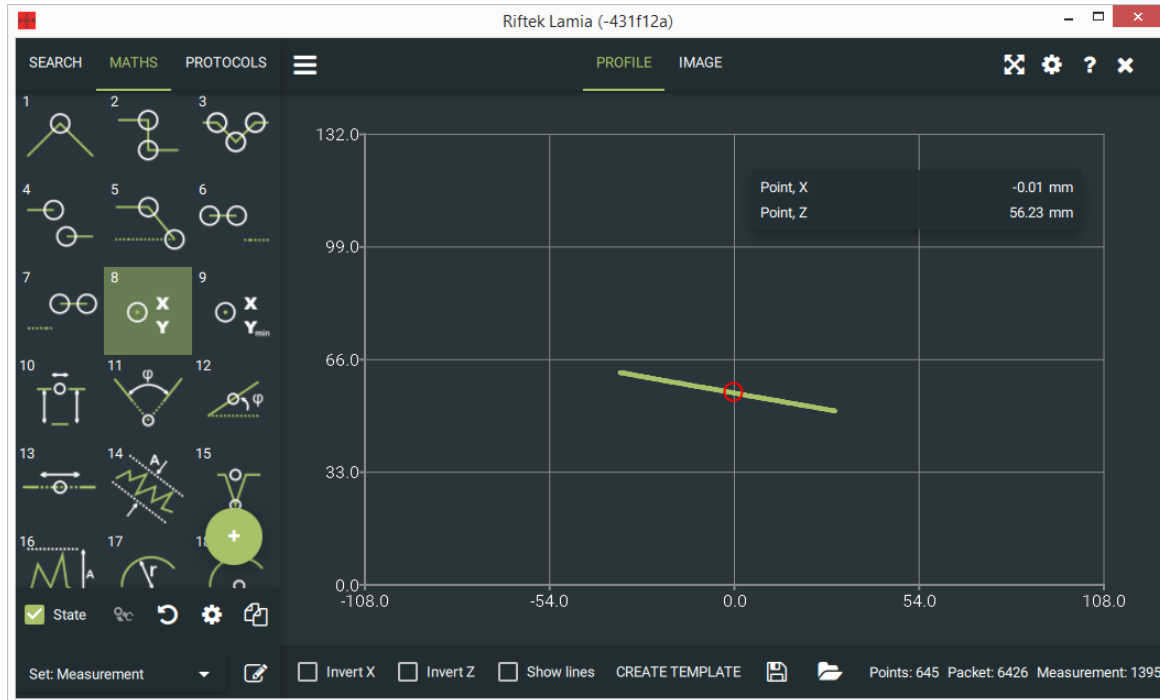 Riftek Lamia (-431f12a)
SEARCH MATHS PROTOCOLS PROFILE IMAGE ?
1 2 3
4 5 6
7 8 X Y 9 X Ymin
10 11 φ 12 φ
13 14 A 15
16 A 17 r 18
+
State
Set: Measurement
132.0
99.0
66.0
33.0
0.0
-108.0 -54.0 0.0 54.0 108.0
Point, X -0.01 mm
Point, Z 56.23 mm
Invert X Invert Z Show lines CREATE TEMPLATE Points: 645 Packet: 6426 Measurement: 1395